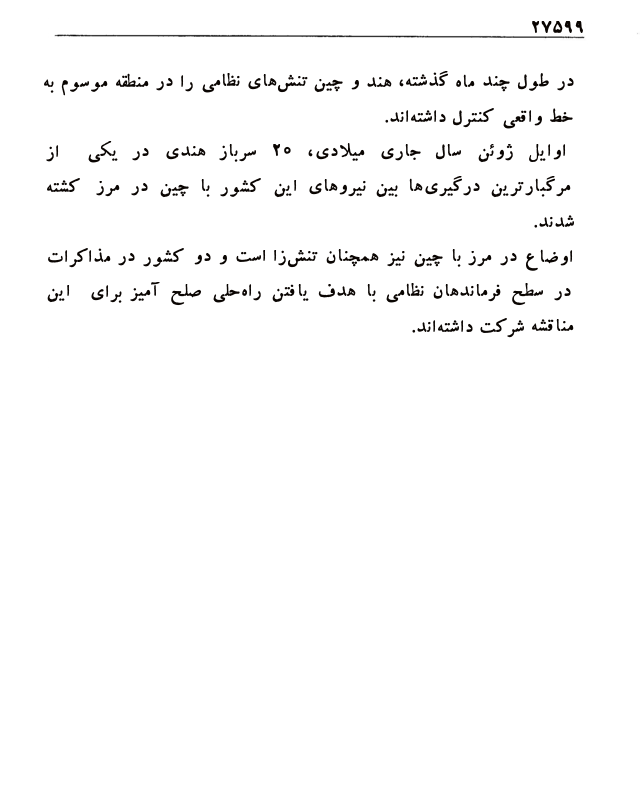 ۲۷۵۹۹
در طول چند ماه گذشته، هند و چین تنش‌های نظامی را در منطقه موسوم به
خط واقعی کنترل داشته‌اند.
اوایل ژوئن سال جاری میلادی، ۲۰ سرباز هندی در یکی از
مرگبارترین درگیری‌ها بین نیروهای این کشور با چین در مرز کشته
شدند.
اوضاع در مرز با چین نیز همچنان تنش‌زا است و دو کشور در مذاکرات
در سطح فرماندهان نظامی با هدف یافتن راه‌حلی صلح آمیز برای این
مناقشه شرکت داشته‌اند.